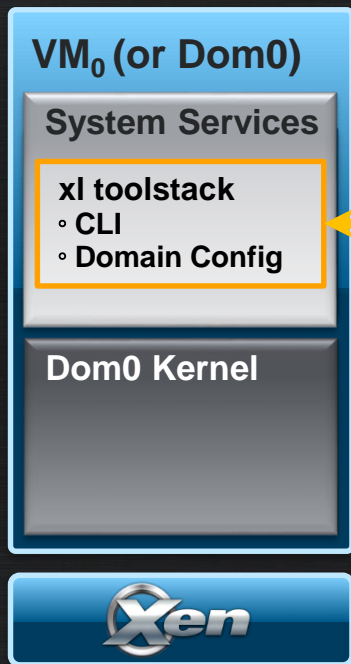 VM₀ (or Dom0)
System Services
xl toolstack
◦ CLI
◦ Domain Config
Dom0 Kernel
Xen